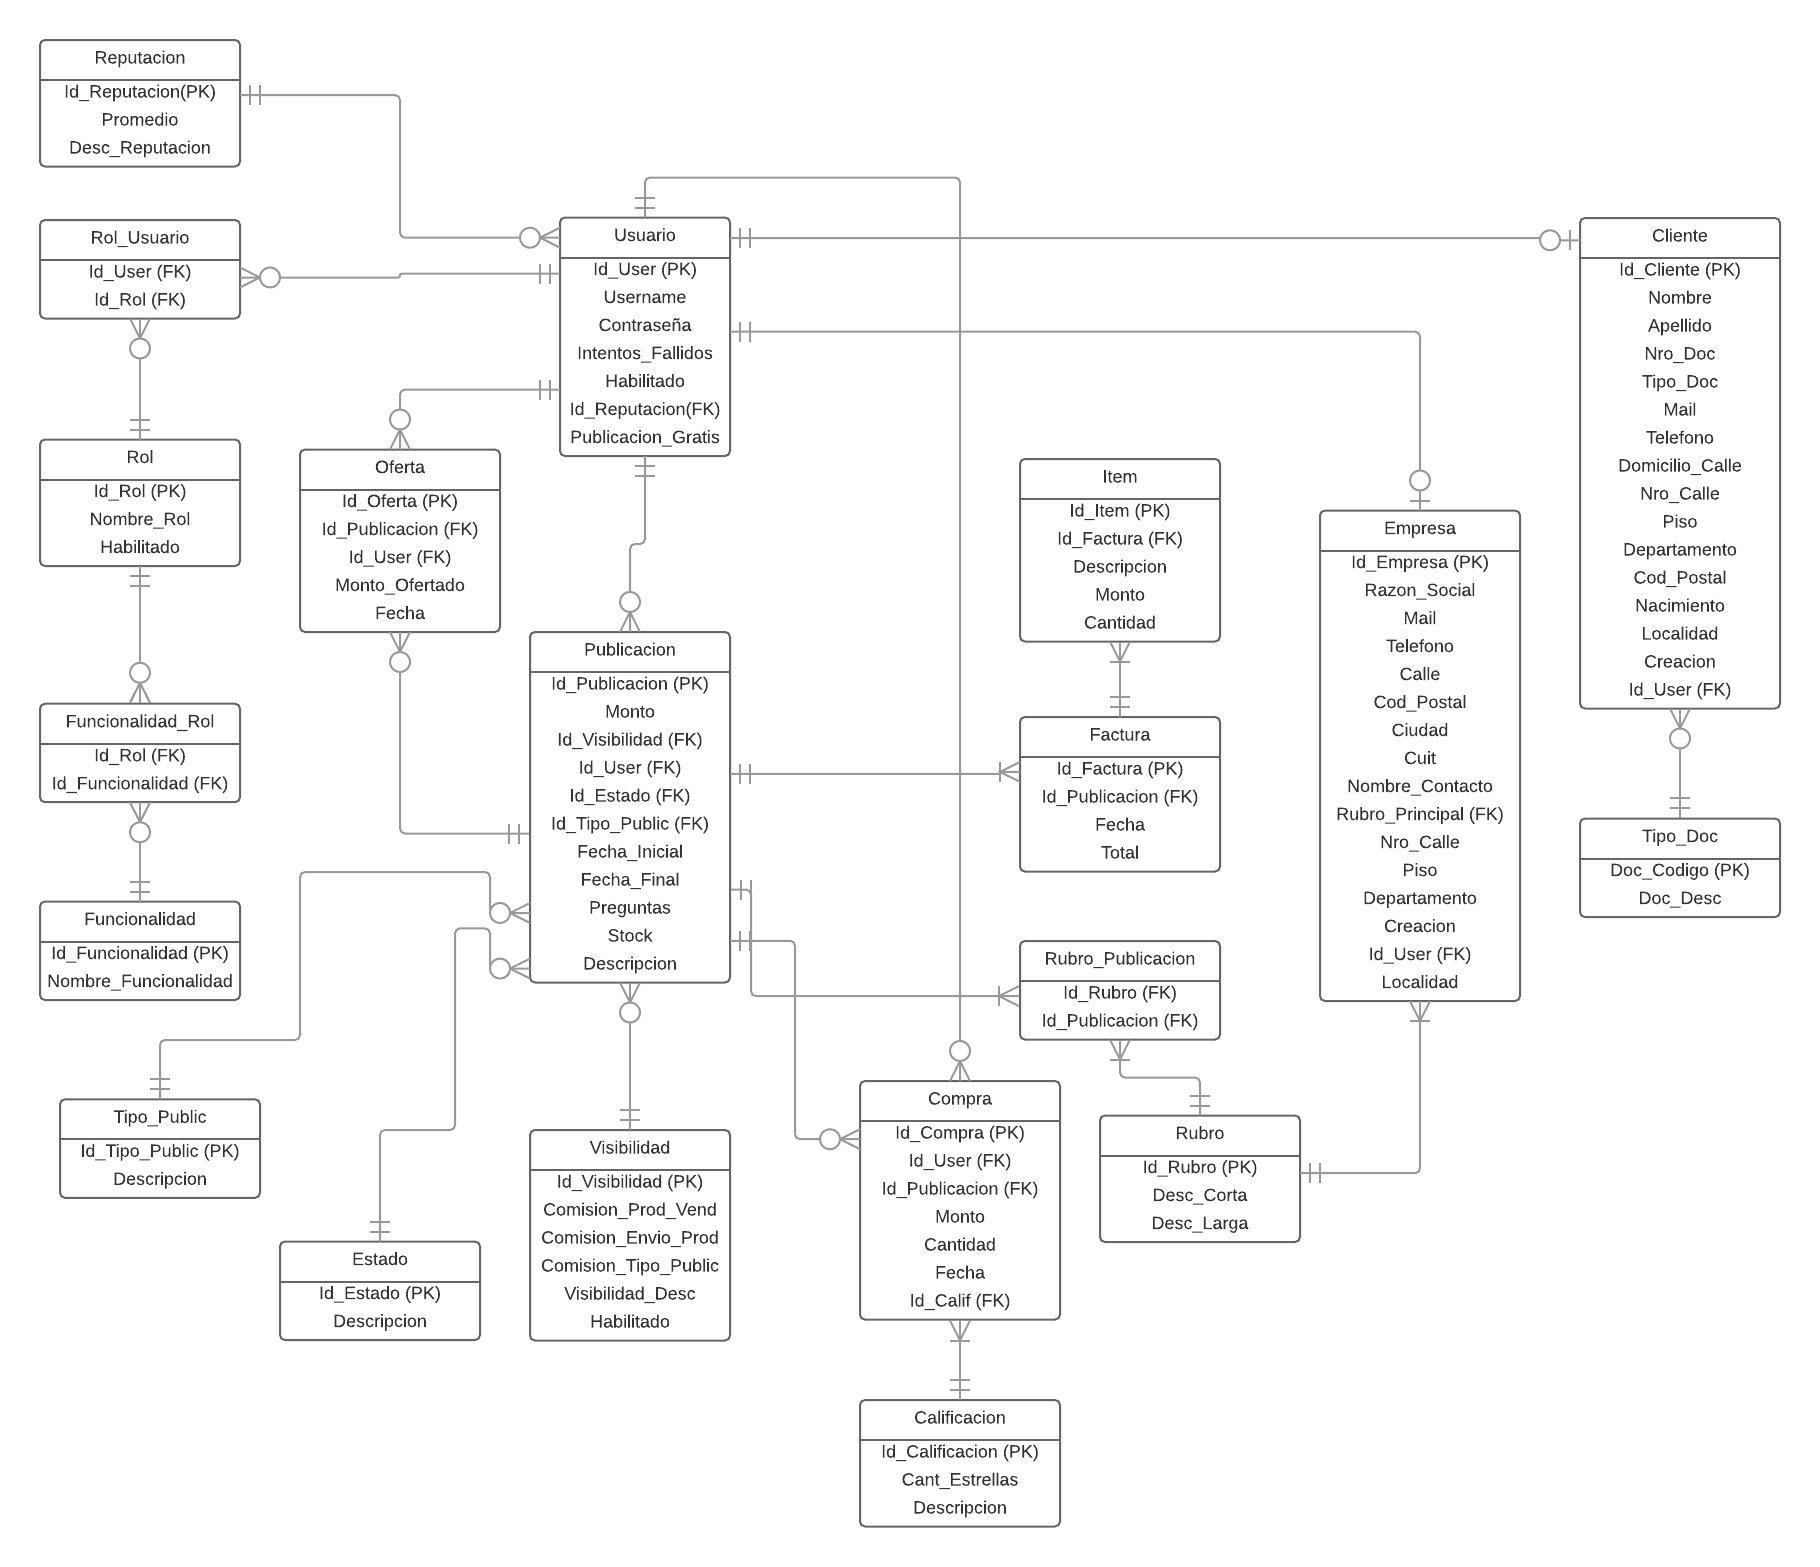 Reputacion
Id_Reputacion(PK)
Promedio
Desc_Reputacion
Rol_Usuario
Id_User (FK)
Id_Rol (FK)
Rol
Id_Rol (PK)
Nombre_Rol
Habilitado
Funcionalidad_Rol
Id_Rol (FK)
Id_Funcionalidad (FK)
Funcionalidad
Id_Funcionalidad (PK)
Nombre_Funcionalidad
Tipo_Public
Id_Tipo_Public (PK)
Descripcion
Estado
Id_Estado (PK)
Descripcion
Oferta
Id_Oferta (PK)
Id_Publicacion (FK)
Id_User (FK)
Monto_Ofertado
Fecha
Usuario
Id_User (PK)
Username
Contraseña
Intentos_Fallidos
Habilitado
Id_Reputacion(FK)
Publicacion_Gratis
Publicacion
Id_Publicacion (PK)
Monto
Id_Visibilidad (FK)
Id_User (FK)
Id_Estado (FK)
Id_Tipo_Public (FK)
Fecha_Inicial
Fecha_Final
Preguntas
Stock
Descripcion
Visibilidad
Id_Visibilidad (PK)
Comision_Prod_Vend
Comision_Envio_Prod
Comision_Tipo_Public
Visibilidad_Desc
Habilitado
Item
Id_Item (PK)
Id_Factura (FK)
Descripcion
Monto
Cantidad
Factura
Id_Factura (PK)
Id_Publicacion (FK)
Fecha
Total
Rubro_Publicacion
Id_Rubro (FK)
Id_Publicacion (FK)
Compra
Id_Compra (PK)
Id_User (FK)
Id_Publicacion (FK)
Monto
Cantidad
Fecha
Id_Calif (FK)
Calificacion
Id_Calificacion (PK)
Cant_Estrellas
Descripcion
Rubro
Id_Rubro (PK)
Desc_Corta
Desc_Larga
Empresa
Id_Empresa (PK)
Razon_Social
Mail
Telefono
Calle
Cod_Postal
Ciudad
Cuit
Nombre_Contacto
Rubro_Principal (FK)
Nro_Calle
Piso
Departamento
Creacion
Id_User (FK)
Localidad
Cliente
Id_Cliente (PK)
Nombre
Apellido
Nro_Doc
Tipo_Doc
Mail
Telefono
Domicilio_Calle
Nro_Calle
Piso
Departamento
Cod_Postal
Nacimiento
Localidad
Creacion
Id_User (FK)
Tipo_Doc
Doc_Codigo (PK)
Doc_Desc